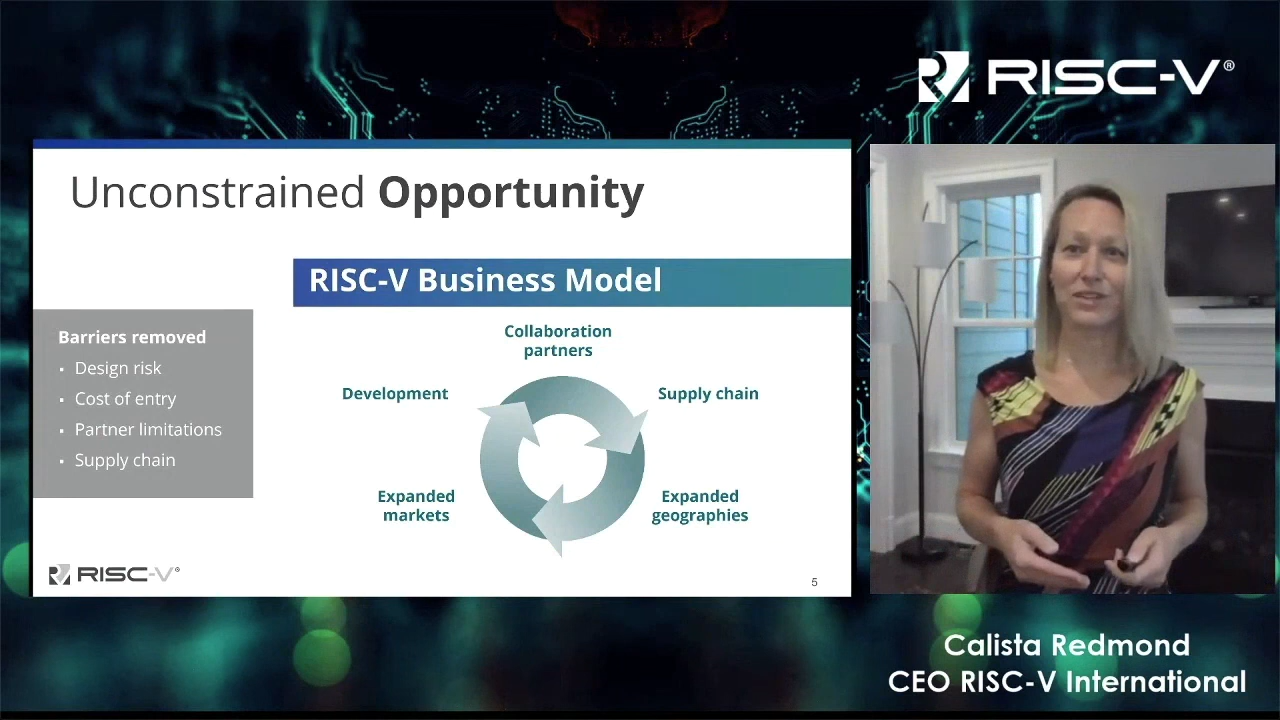 RISC-V®
Unconstrained Opportunity
RISC-V Business Model
Barriers removed
▪ Design risk
▪ Cost of entry
▪ Partner limitations
▪ Supply chain
Collaboration
partners
Development
Supply chain
Expanded
markets
Expanded
geographies
RISC-V®
5
Calista Redmond
CEO RISC-V International